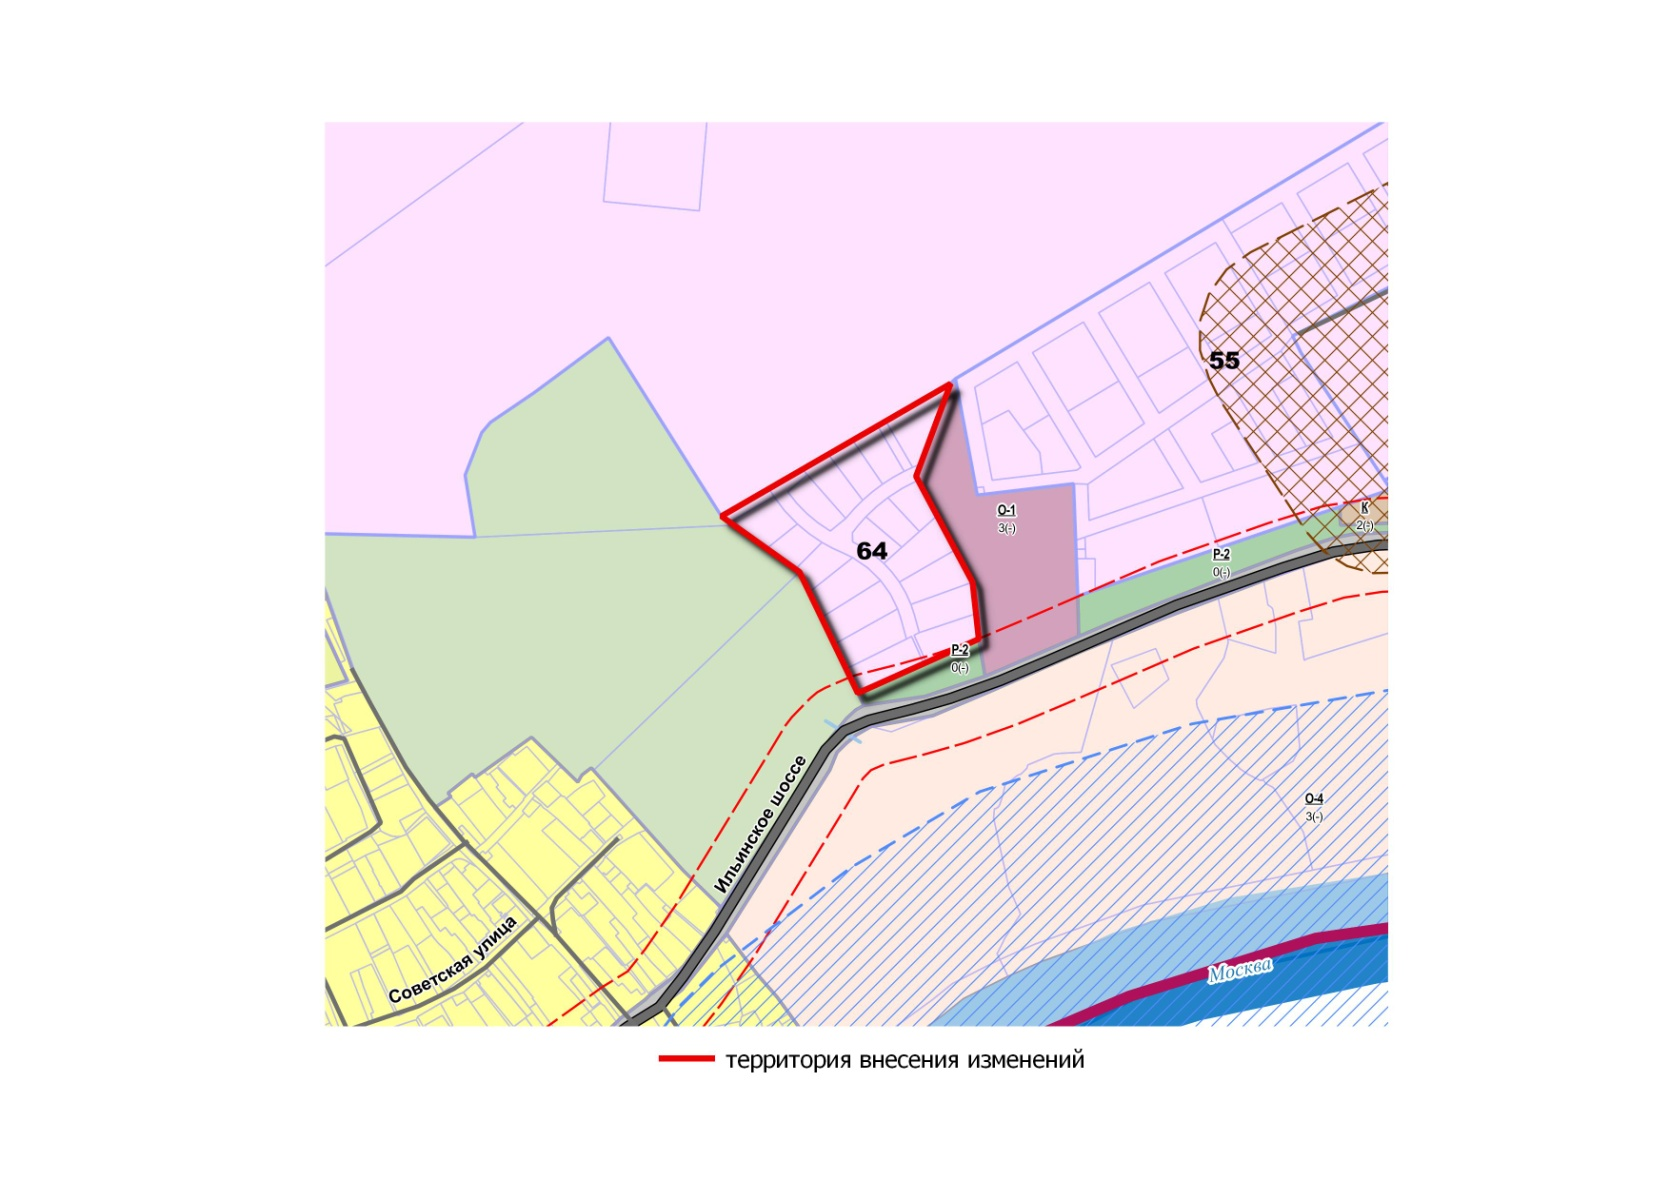 55
О-1
3(-)
К
2(-)
64
Р-2
0(-)
Р-2
0(-)
О-4
3(-)
Ильинское шоссе
Советская улица
Москва
территория внесения изменений